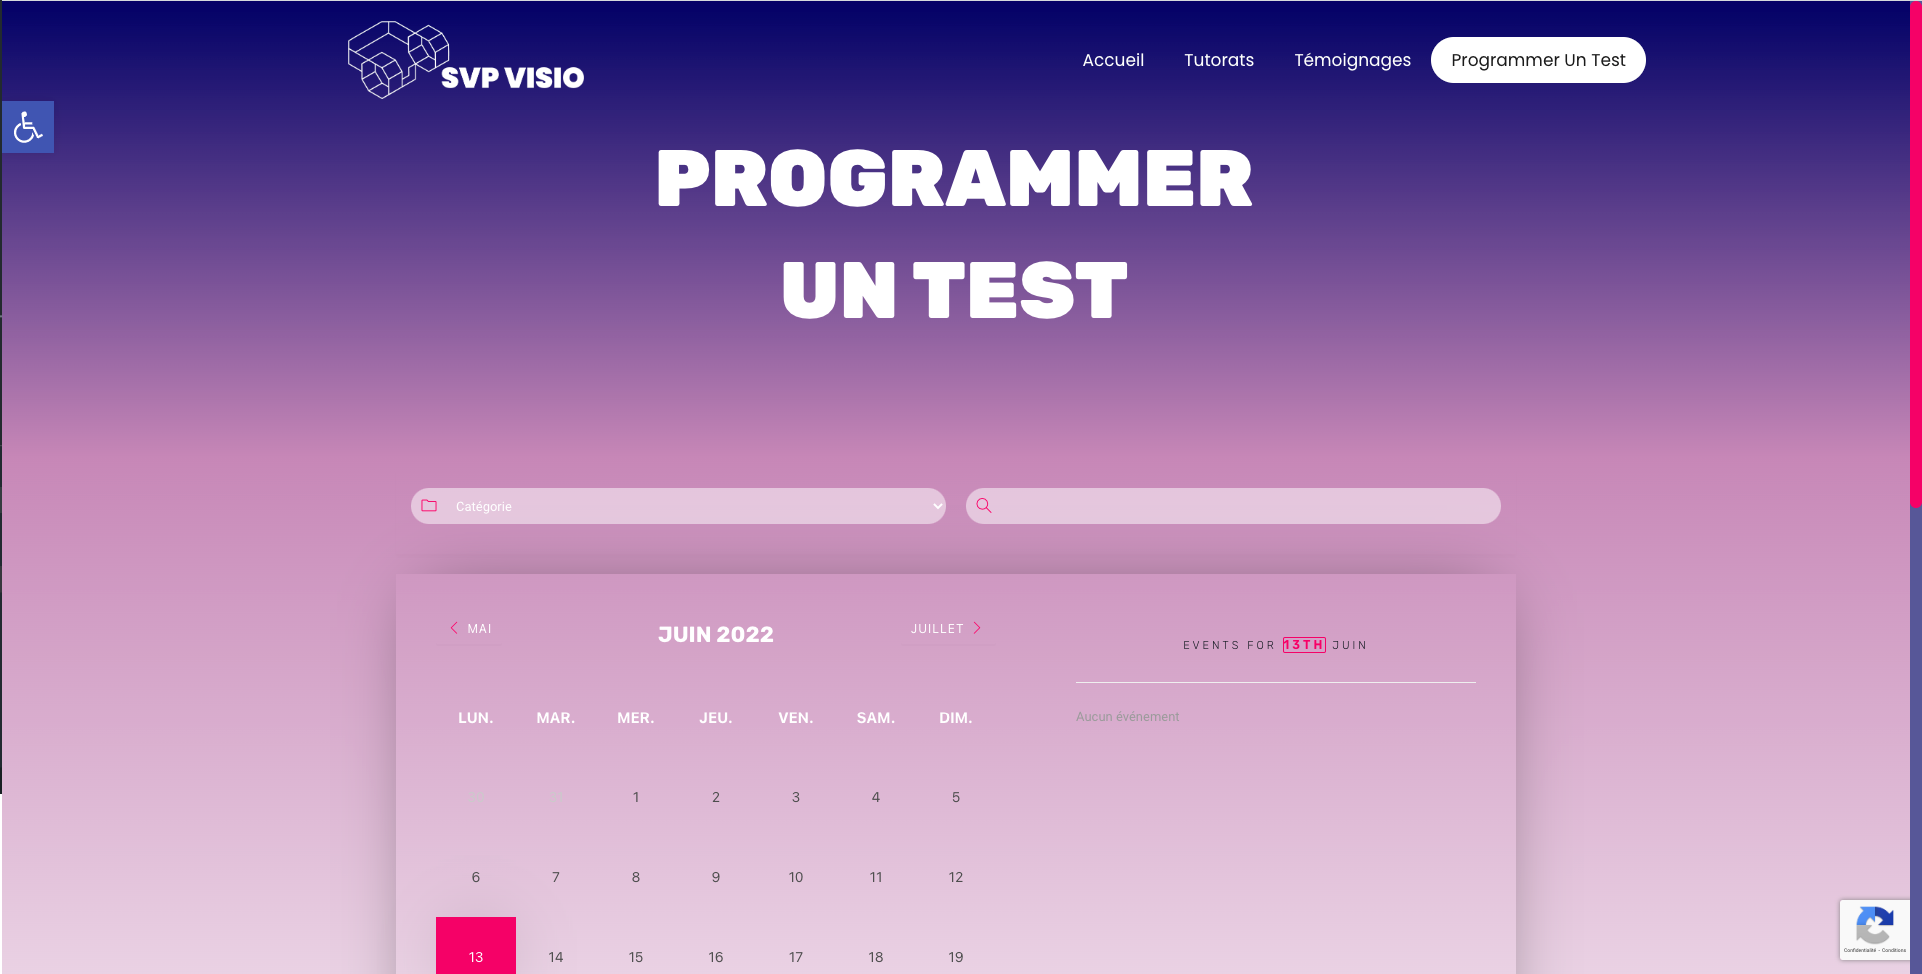 SVP VISIO
Accueil Tutorats Témoignages Programmer Un Test
PROGRAMMER
UN TEST
Catégorie
MAI JUIN 2022 JUILLET
LUN. MAR. MER. JEU. VEN. SAM. DIM.
1 2 3 4 5
6 7 8 9 10 11 12
13 14 15 16 17 18 19
EVENTS FOR 13TH JUIN
Aucun événement
Confidentialité - Conditions